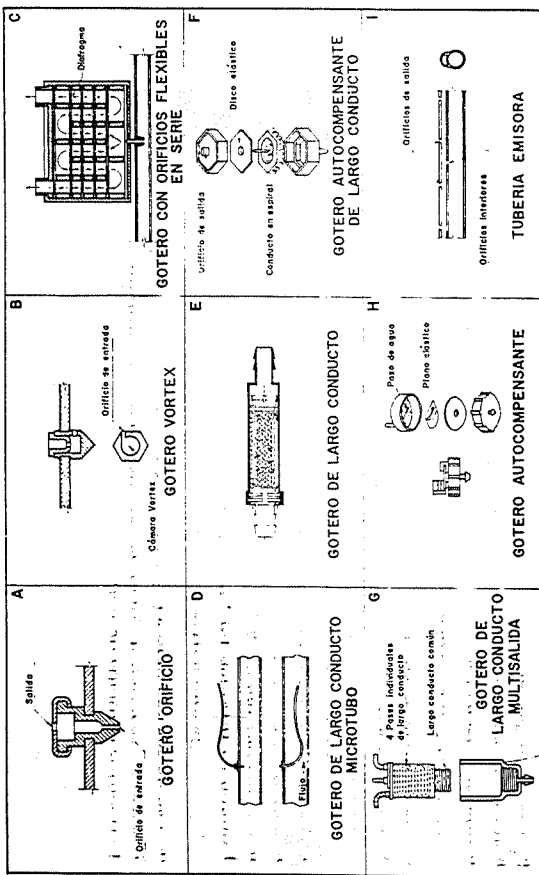 A
Salida
Orificio de entrada
GOTERO ORIFICIO
B
Orificio de entrada
Cámara Vortex
GOTERO VORTEX
C
Diafragma
GOTERO CON ORIFICIOS FLEXIBLES
EN SERIE
D
Flujo
GOTERO DE LARGO CONDUCTO
MICROTUBO
E
GOTERO DE LARGO CONDUCTO
F
Orificio de salida
Disco elástico
Conducto en espiral
GOTERO AUTOCOMPENSANTE
DE LARGO CONDUCTO
G
4 Pasos individuales
de largo conducto
Largo conducto común
GOTERO DE
LARGO CONDUCTO
MULTISALIDA
H
Paso de agua
Plano elástico
GOTERO AUTOCOMPENSANTE
I
Orificios de salida
Orificios interiores
TUBERIA EMISORA